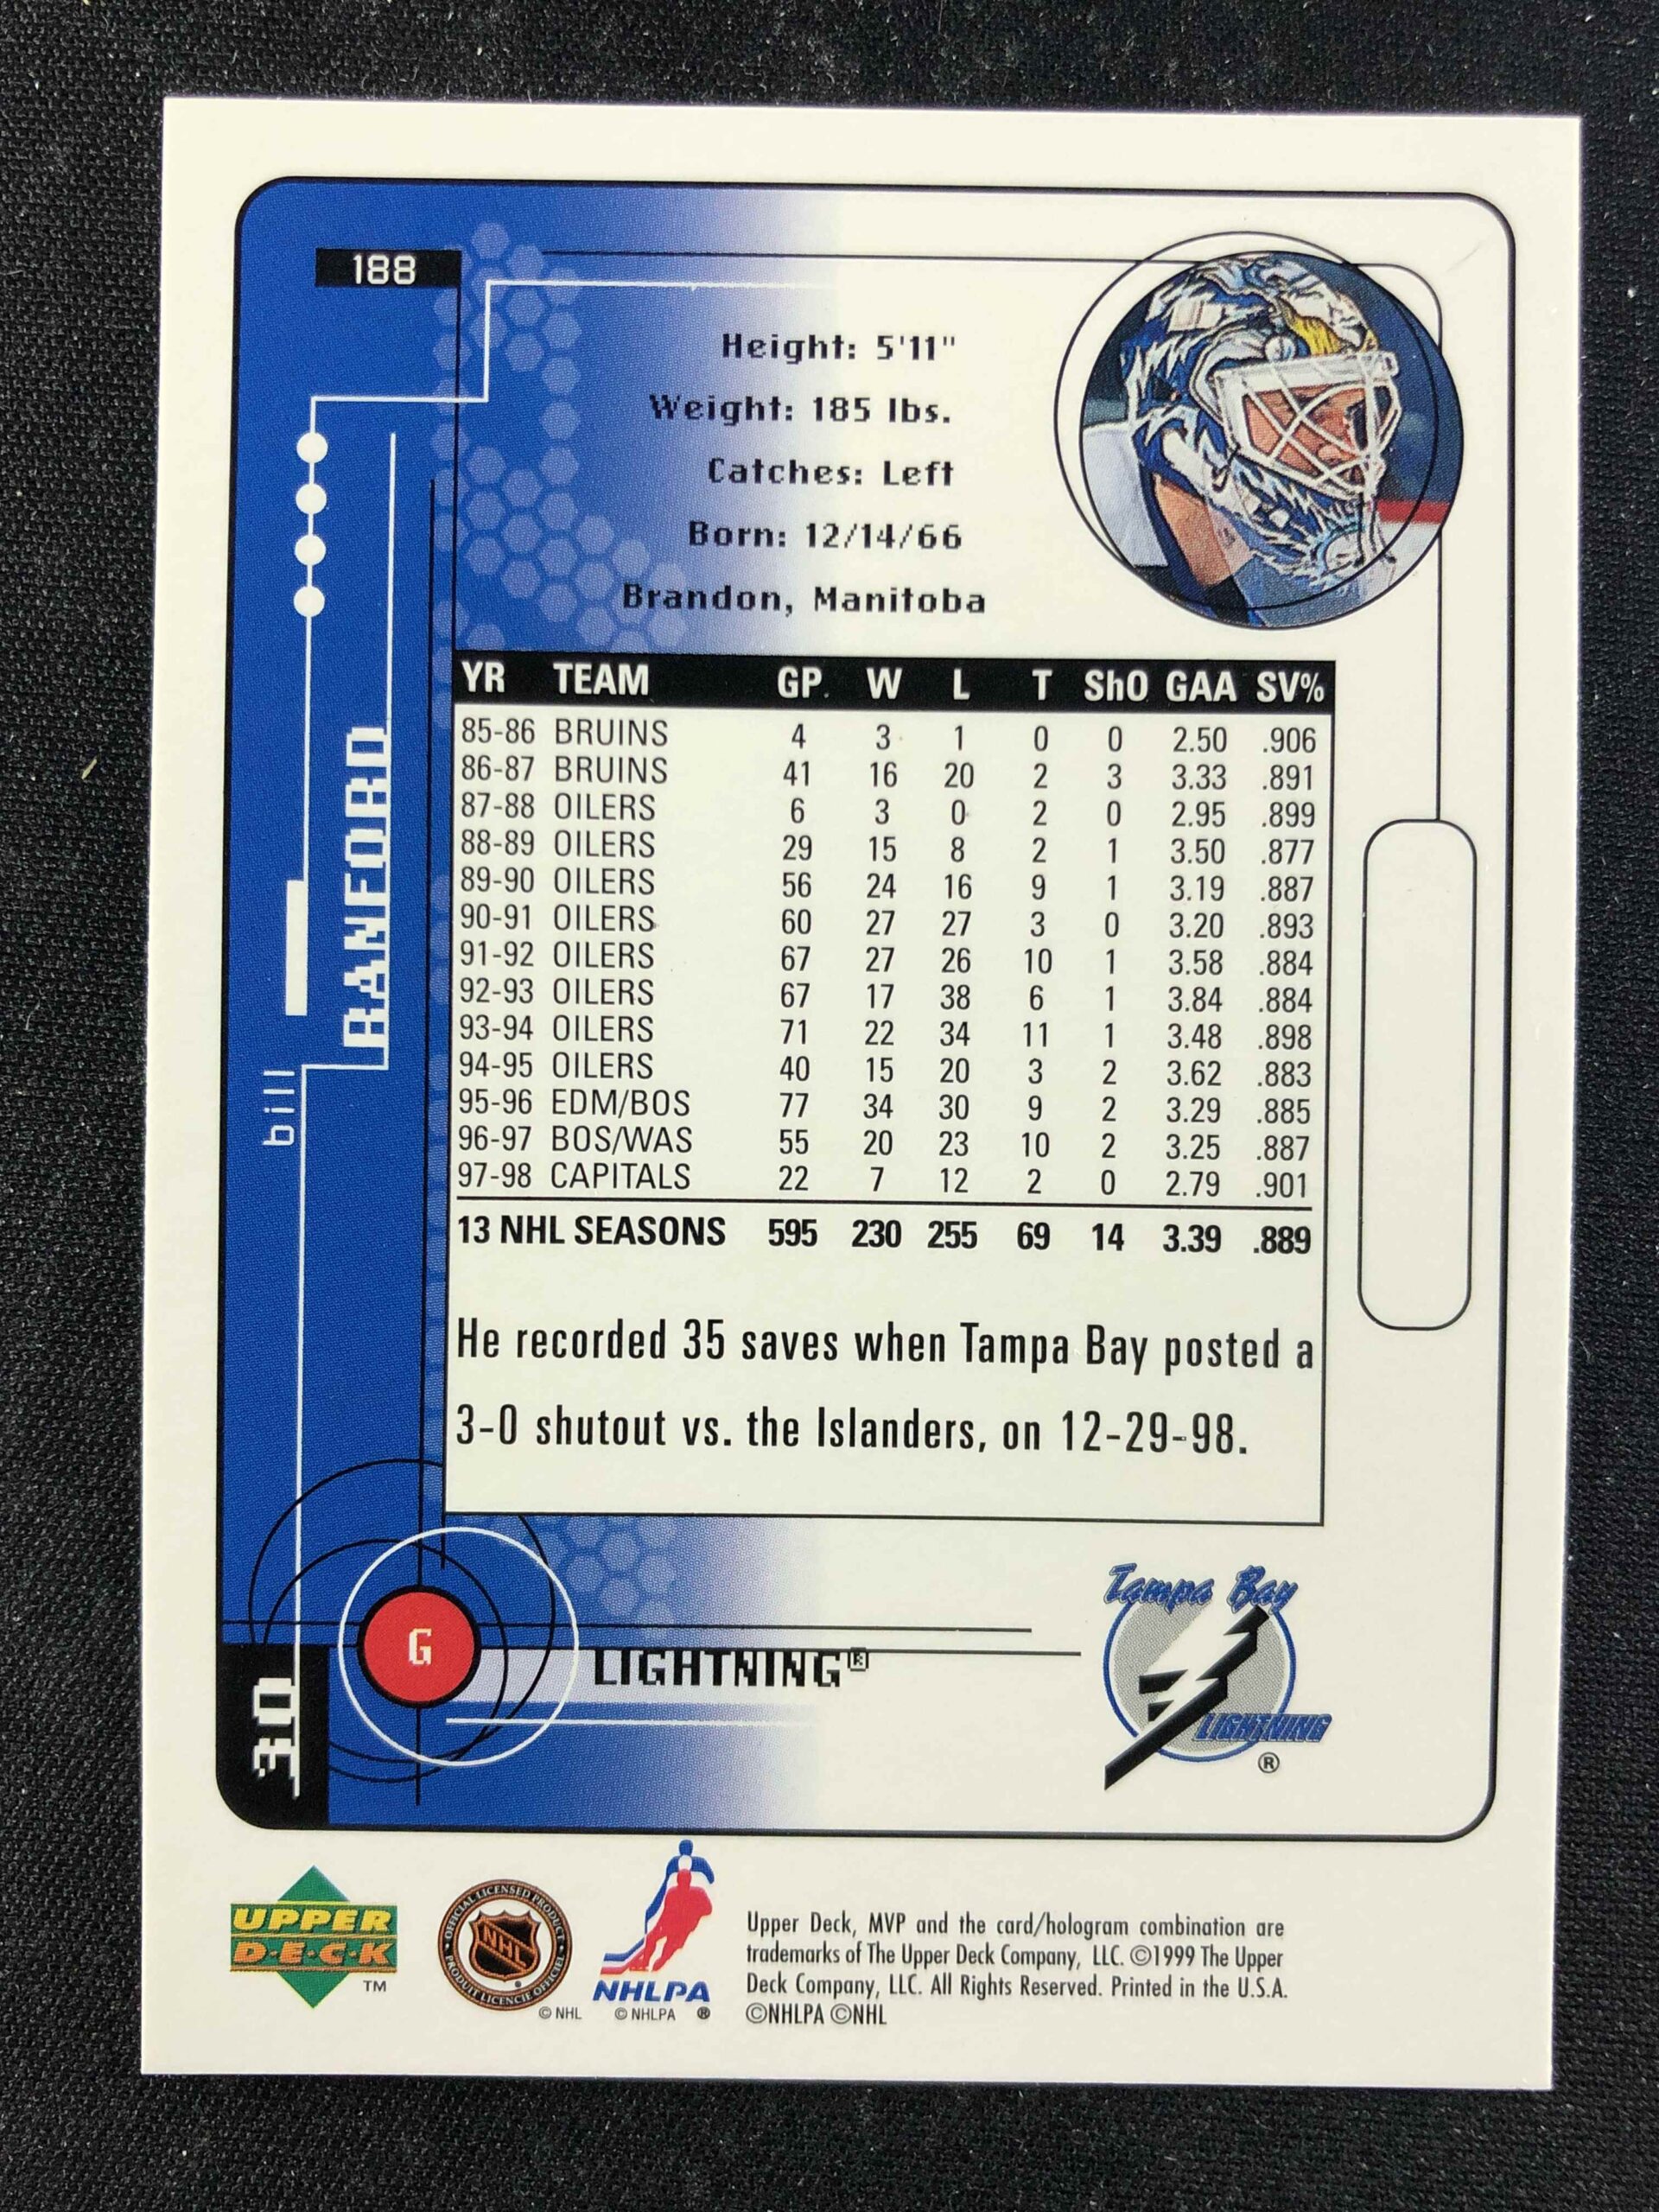 188
Height: 5'11"
Weight: 185 lbs.
Catches: Left
Born: 12/14/66
Brandon, Manitoba
bill
RANFORD
YR TEAM GP W L T ShO GAA SV%
85-86 BRUINS 4 3 1 0 0 2.50 .906
86-87 BRUINS 41 16 20 2 3 3.33 .891
87-88 OILERS 6 3 0 2 0 2.95 .899
88-89 OILERS 29 15 8 2 1 3.50 .877
89-90 OILERS 56 24 16 9 1 3.19 .887
90-91 OILERS 60 27 27 3 0 3.20 .893
91-92 OILERS 67 27 26 10 1 3.58 .884
92-93 OILERS 67 17 38 6 1 3.84 .884
93-94 OILERS 71 22 34 11 1 3.48 .898
94-95 OILERS 40 15 20 3 2 3.62 .883
95-96 EDM/BOS 77 34 30 9 2 3.29 .885
96-97 BOS/WAS 55 20 23 10 2 3.25 .887
97-98 CAPITALS 22 7 12 2 0 2.79 .901
13 NHL SEASONS 595 230 255 69 14 3.39 .889
He recorded 35 saves when Tampa Bay posted a
3-0 shutout vs. the Islanders, on 12-29-98.
G
LIGHTNING®
30
Tampa Bay
LIGHTNING
®
UPPER
D·E·C·K
™
OFFICIAL LICENSED PRODUCT
NHL
PRODUIT LICENCIE OFFICIEL
© NHL
NHLPA
© NHLPA ®
Upper Deck, MVP and the card/hologram combination are
trademarks of The Upper Deck Company, LLC. ©1999 The Upper
Deck Company, LLC. All Rights Reserved. Printed in the U.S.A.
©NHLPA ©NHL